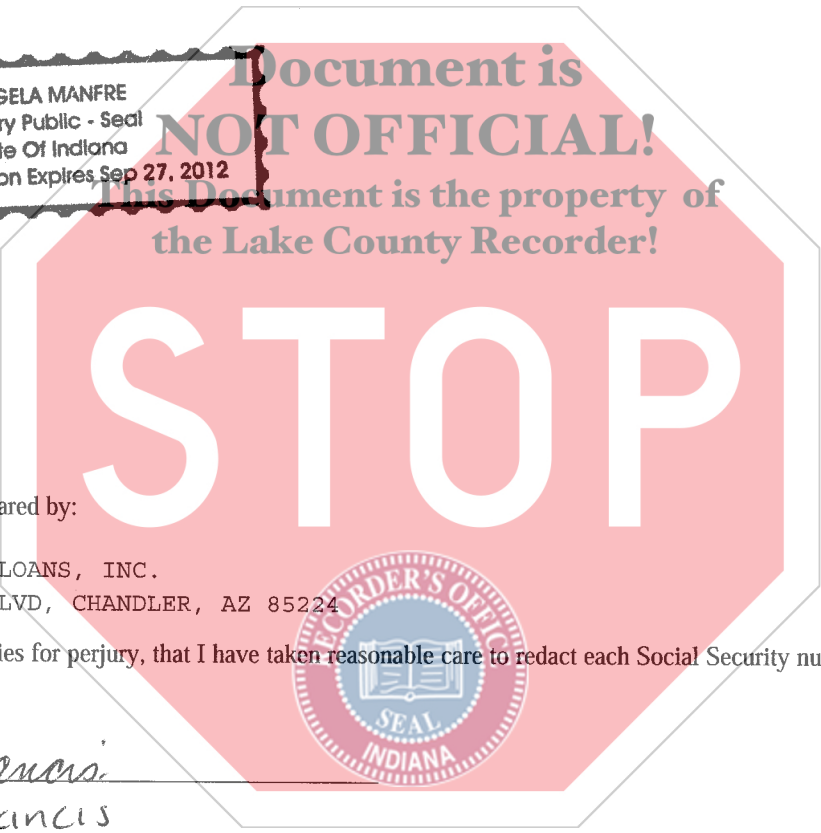 Document is
GELA MANFRE
ry Public - Seal
NOT OFFICIAL!
te Of Indiana
on Expires Sep 27, 2012
This Document is the property of
the Lake County Recorder!
STOP
ared by:
LOANS, INC.
LVD, CHANDLER, AZ 85224
ies for perjury, that I have taken reasonable care to redact each Social Security nu
RECORDER'S OFFICE
SEAL
INDIANA
ancis